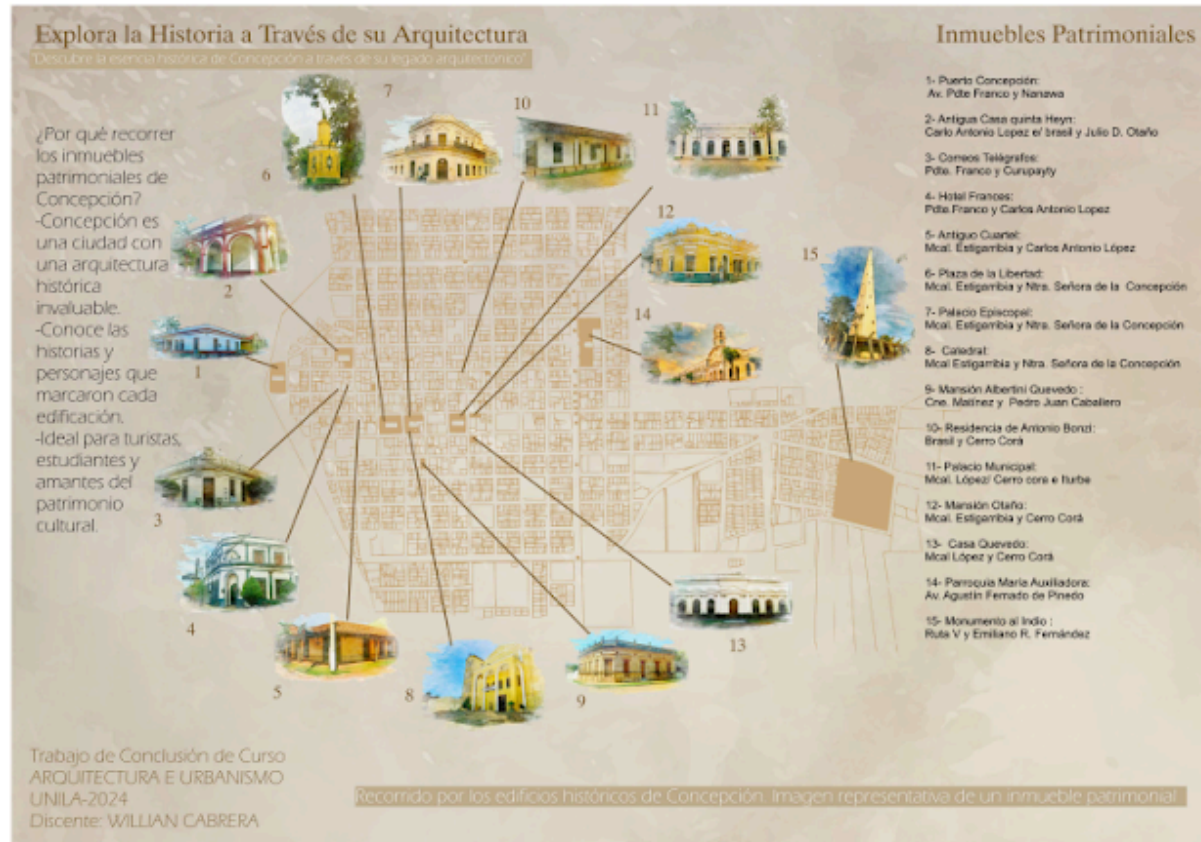 Explora la Historia a Través de su Arquitectura
"Descubre la esencia histórica de Concepción a través de su legado arquitectónico"
¿Por qué recorrer
los inmuebles
patrimoniales de
Concepción?
-Concepción es
una ciudad con
una arquitectura
histórica
invaluable.
-Conoce las
historias y
personajes que
marcaron cada
edificación.
-Ideal para turistas,
estudiantes y
amantes del
patrimonio
cultural.
6
7
10
11
2
12
15
1
14
3
4
5
8
9
13
Inmuebles Patrimoniales
1- Puerto Concepción:
Av. Pdte Franco y Nanawa
2- Antigua Casa quinta Heyn:
Carlo Antonio Lopez e/ brasil y Julio D. Otaño
3- Correos Telégrafos:
Pdte. Franco y Curupayty
4- Hotel Frances:
Pdte.Franco y Carlos Antonio Lopez
5- Antiguo Cuartel:
Mcal. Estigarribia y Carlos Antonio López
6- Plaza de la Libertad:
Mcal. Estigarribia y Ntra. Señora de la Concepción
7- Palacio Episcopal:
Mcal. Estigarribia y Ntra. Señora de la Concepción
8- Catedral:
Mcal Estigarribia y Ntra. Señora de la Concepción
9- Mansión Albertini Quevedo :
Cne. y Pedro Juan Caballero
10- Residencia de Antonio Bonzi:
Brasil y Cerro Corá
11- Palacio Municipal:
Mcal. López/ Cerro cora e Iturbe
12- Mansión Otaño:
Mcal. Estigarribia y Cerro Corá
13- Casa Quevedo:
Mcal López y Cerro Corá
14- Parroquia María Auxiliadora:
Av. Agustín Fernado de Pinedo
15- Monumento al Indio :
Ruta V y Emiliano R. Fernández
Trabajo de Conclusión de Curso
ARQUITECTURA E URBANISMO
UNILA-2024
Discente: WILLIAN CABRERA
Recorrido por los edificios históricos de Concepción. Imagen representativa de un inmueble patrimonial.